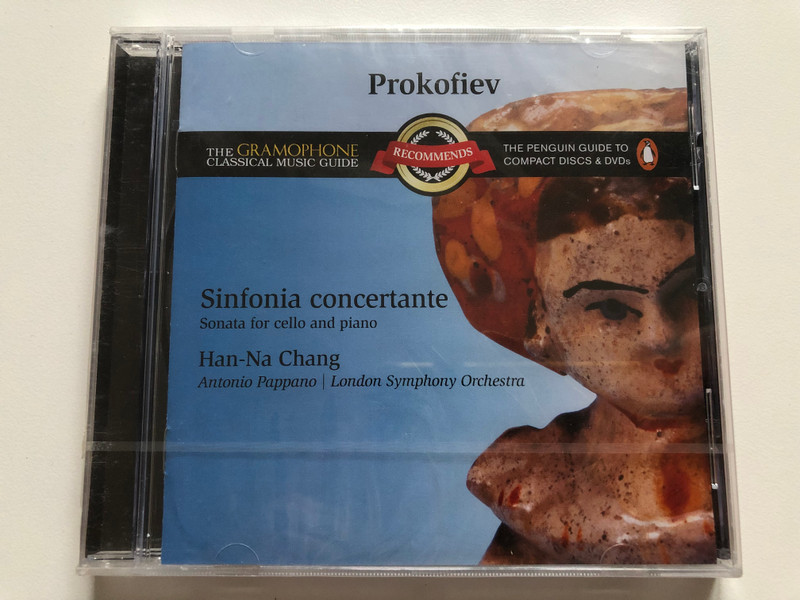 Prokofiev
THE GRAMOPHONE
CLASSICAL MUSIC GUIDE
RECOMMENDS
THE PENGUIN GUIDE TO
COMPACT DISCS & DVDs
Sinfonia concertante
Sonata for cello and piano
Han-Na Chang
Antonio Pappano | London Symphony Orchestra